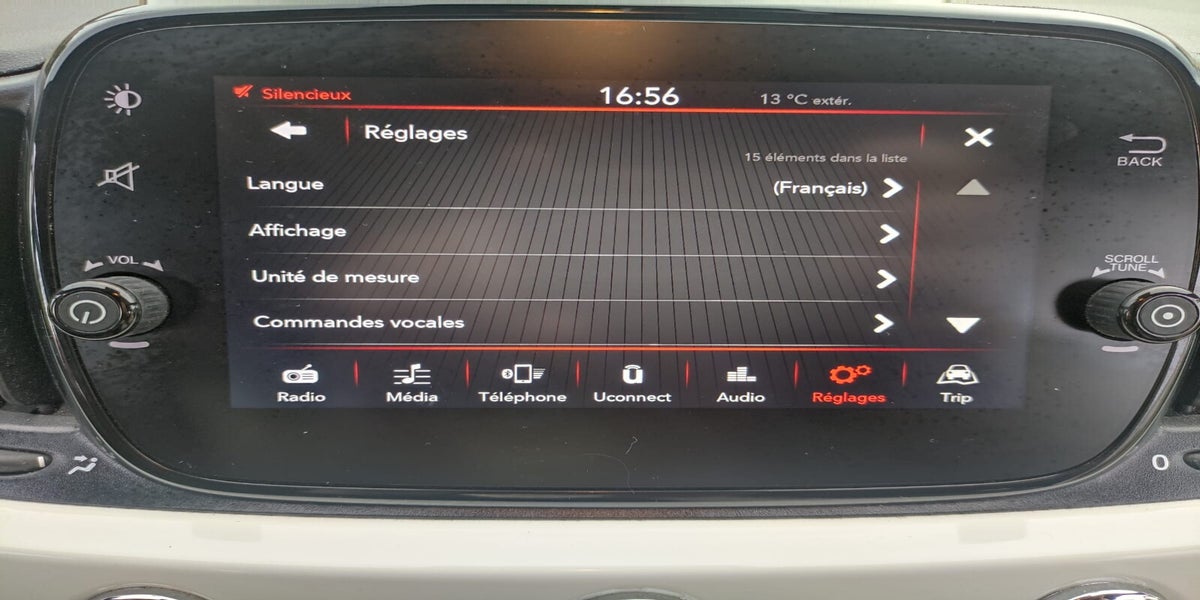 Silencieux 16:56 13 °C extér.
Réglages
15 éléments dans la liste
Langue (Français)
Affichage
Unité de mesure
Commandes vocales
Radio Média Téléphone Uconnect Audio Réglages Trip
VOL
BACK
SCROLL
TUNE
0